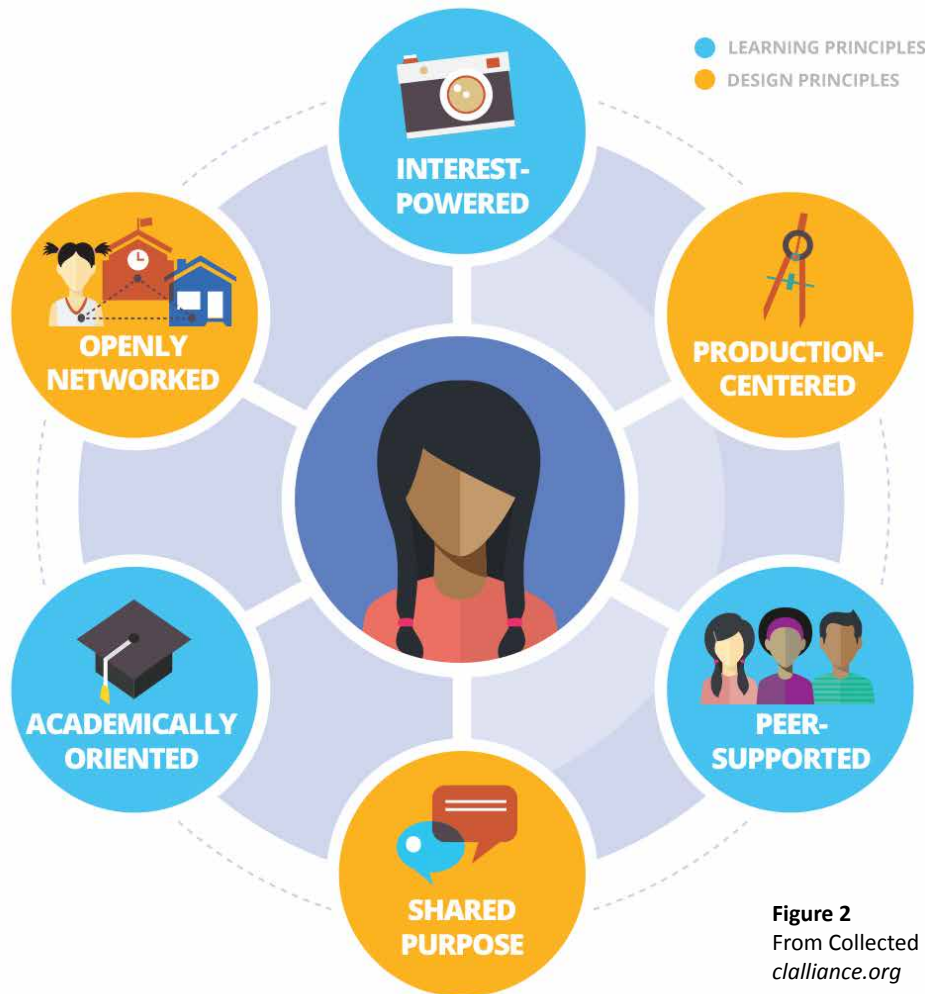 LEARNING PRINCIPLES
DESIGN PRINCIPLES
INTEREST-
POWERED
OPENLY
NETWORKED
PRODUCTION-
CENTERED
ACADEMICALLY
ORIENTED
PEER-
SUPPORTED
SHARED
PURPOSE
Figure 2
From Collected
clalliance.org